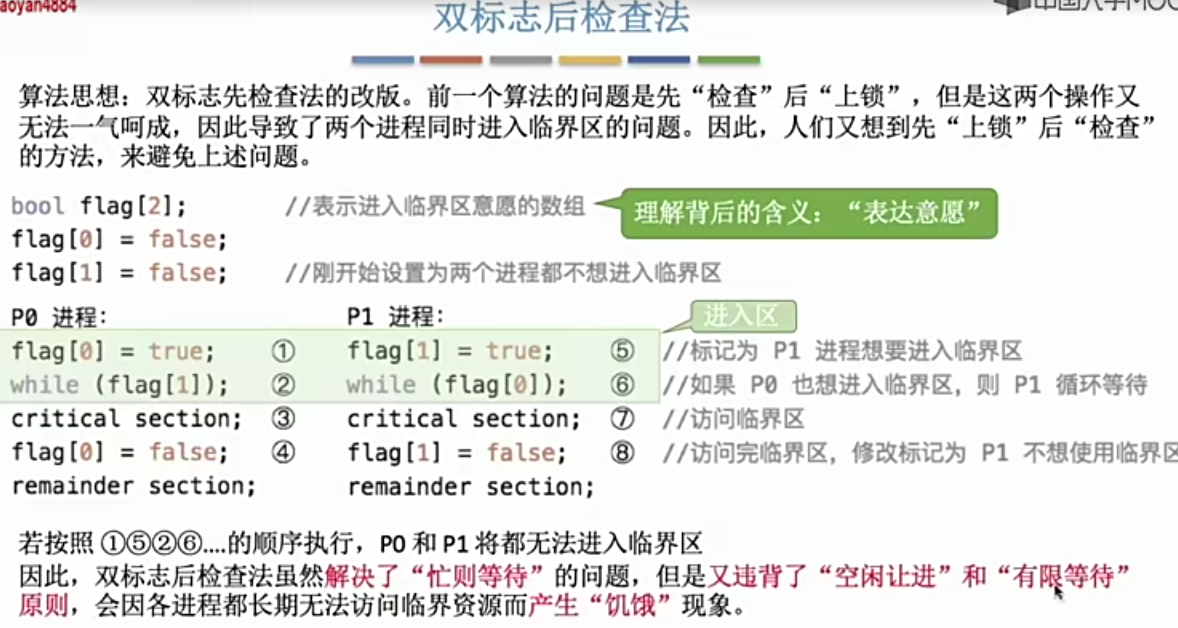 aoyan4884
双标志后检查法
算法思想：双标志先检查法的改版。前一个算法的问题是先“检查”后“上锁”，但是这两个操作又
无法一气呵成，因此导致了两个进程同时进入临界区的问题。因此，人们又想到先“上锁”后“检查”
的方法，来避免上述问题。
bool flag[2]; //表示进入临界区意愿的数组
理解背后的含义：“表达意愿”
flag[0] = false;
flag[1] = false; //刚开始设置为两个进程都不想进入临界区
P0 进程： P1 进程：
进入区
flag[0] = true; ① flag[1] = true; ⑤ //标记为 P1 进程想要进入临界区
while (flag[1]); ② while (flag[0]); ⑥ //如果 P0 也想进入临界区，则 P1 循环等待
critical section; ③ critical section; ⑦ //访问临界区
flag[0] = false; ④ flag[1] = false; ⑧ //访问完临界区，修改标记为 P1 不想使用临界区
remainder section; remainder section;
若按照 ①⑤②⑥....的顺序执行，P0 和 P1 将都无法进入临界区
因此，双标志后检查法虽然解决了“忙则等待”的问题，但是又违背了“空闲让进”和“有限等待”
原则，会因各进程都长期无法访问临界资源而产生“饥饿”现象。